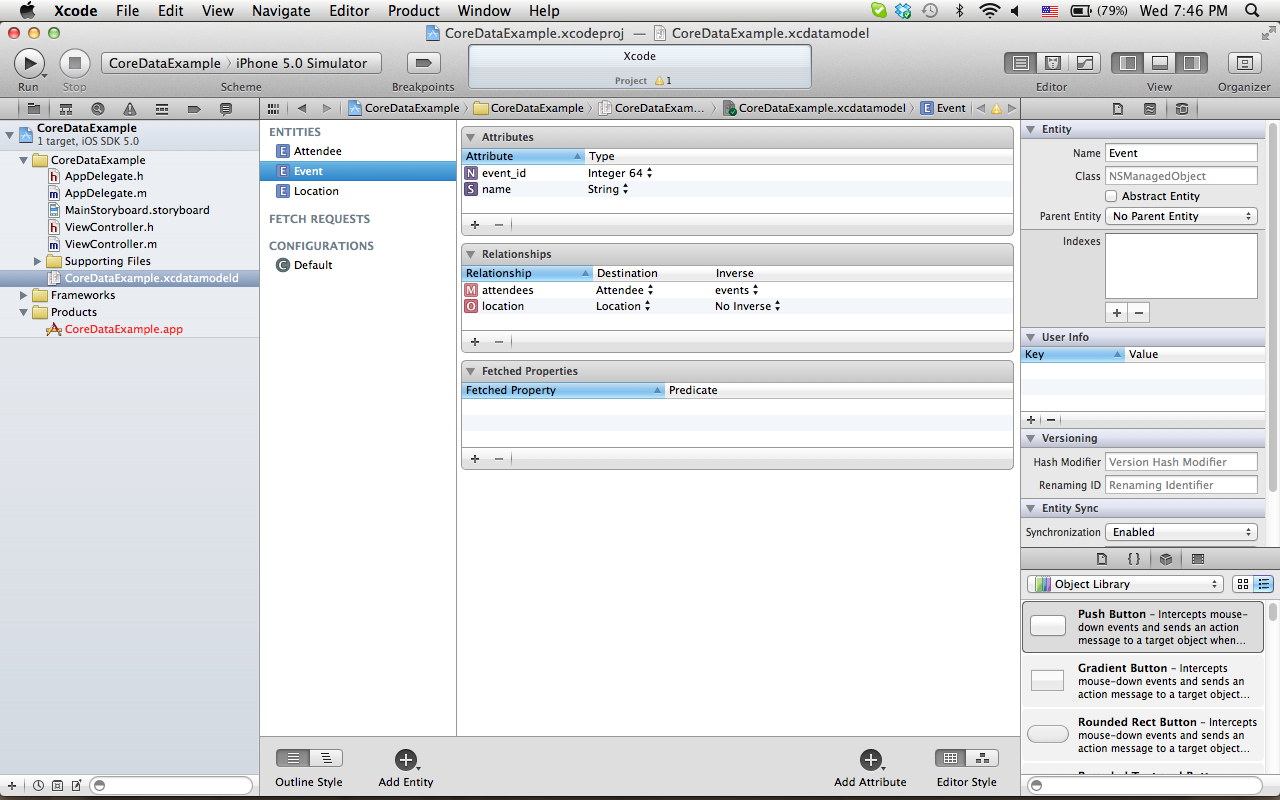 Xcode File Edit View Navigate Editor Product Window Help (79%) Wed 7:46 PM
CoreDataExample.xcodeproj — CoreDataExample.xcdatamodel
CoreDataExample iPhone 5.0 Simulator
Xcode
Project 1
Run Stop Scheme Breakpoints Editor View Organizer
CoreDataExample CoreDataExample CoreDataExam... CoreDataExample.xcdatamodel Event
CoreDataExample
1 target, iOS SDK 5.0
CoreDataExample
h AppDelegate.h
m AppDelegate.m
MainStoryboard.storyboard
h ViewController.h
m ViewController.m
Supporting Files
CoreDataExample.xcdatamodeld
Frameworks
Products
CoreDataExample.app
ENTITIES
E Attendee
E Event
E Location
FETCH REQUESTS
CONFIGURATIONS
C Default
Attributes
Attribute Type
N event_id Integer 64
S name String
Relationships
Relationship Destination Inverse
M attendees Attendee events
O location Location No Inverse
Fetched Properties
Fetched Property Predicate
Outline Style Add Entity Add Attribute Editor Style
Entity
Name Event
Class NSManagedObject
Abstract Entity
Parent Entity No Parent Entity
Indexes
User Info
Key Value
Versioning
Hash Modifier Version Hash Modifier
Renaming ID Renaming Identifier
Entity Sync
Synchronization Enabled
{ }
Object Library
Push Button – Intercepts mouse-
down events and sends an action
message to a target object when...
Gradient Button – Intercepts
mouse-down events and sends an
action message to a target object...
Rounded Rect Button – Intercepts
mouse-down events and sends an
action message to a target object...